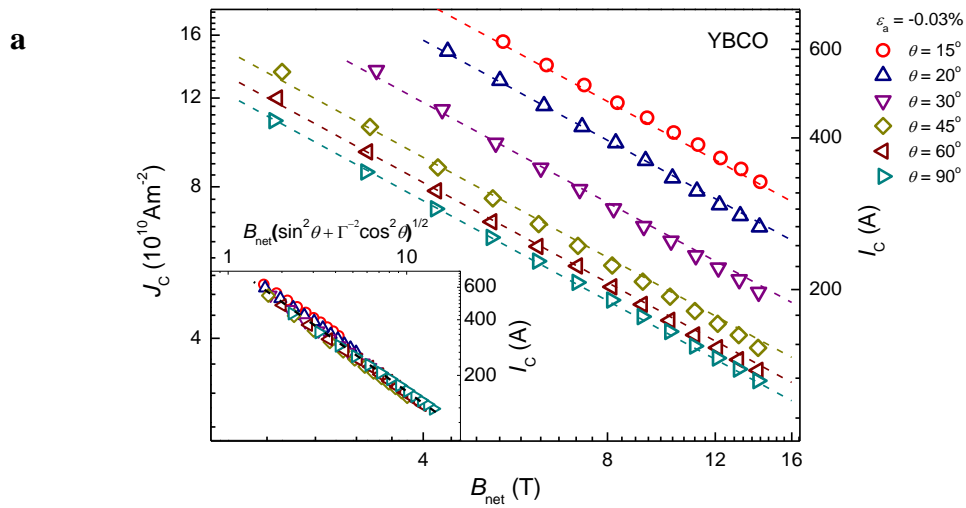 a
YBCO
16
12
8
4
J_C (10^10 Am^-2)
4
8
12
16
B_net (T)
600
400
200
I_C (A)
ε_a = -0.03%
θ = 15°
θ = 20°
θ = 30°
θ = 45°
θ = 60°
θ = 90°
B_net(sin²θ + Γ^-2cos²θ)^1/2
1
10
600
400
200
I_C (A)